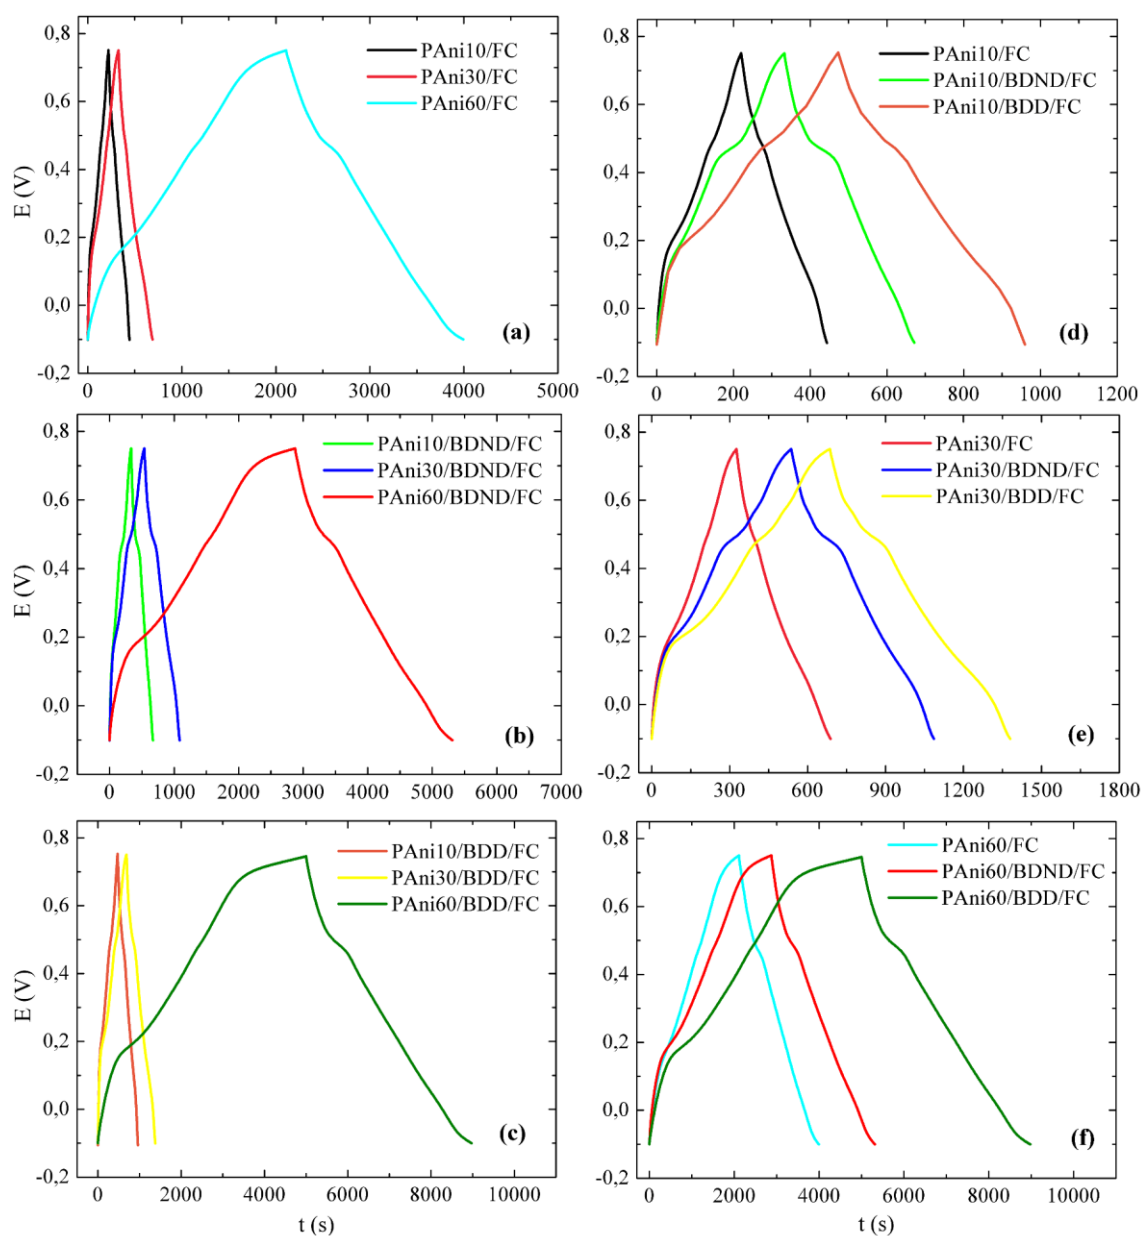 0,8
0,6
0,4
0,2
0,0
-0,2
E (V)
PAni10/FC
PAni30/FC
PAni60/FC
(a)
0 1000 2000 3000 4000 5000
0,8
0,6
0,4
0,2
0,0
-0,2
PAni10/FC
PAni10/BDND/FC
PAni10/BDD/FC
(d)
0 200 400 600 800 1000 1200
0,8
0,6
0,4
0,2
0,0
-0,2
E (V)
PAni10/BDND/FC
PAni30/BDND/FC
PAni60/BDND/FC
(b)
0 1000 2000 3000 4000 5000 6000 7000
0,8
0,6
0,4
0,2
0,0
-0,2
PAni30/FC
PAni30/BDND/FC
PAni30/BDD/FC
(e)
0 300 600 900 1200 1500 1800
0,8
0,6
0,4
0,2
0,0
-0,2
E (V)
PAni10/BDD/FC
PAni30/BDD/FC
PAni60/BDD/FC
(c)
0 2000 4000 6000 8000 10000
t (s)
0,8
0,6
0,4
0,2
0,0
-0,2
PAni60/FC
PAni60/BDND/FC
PAni60/BDD/FC
(f)
0 2000 4000 6000 8000 10000
t (s)